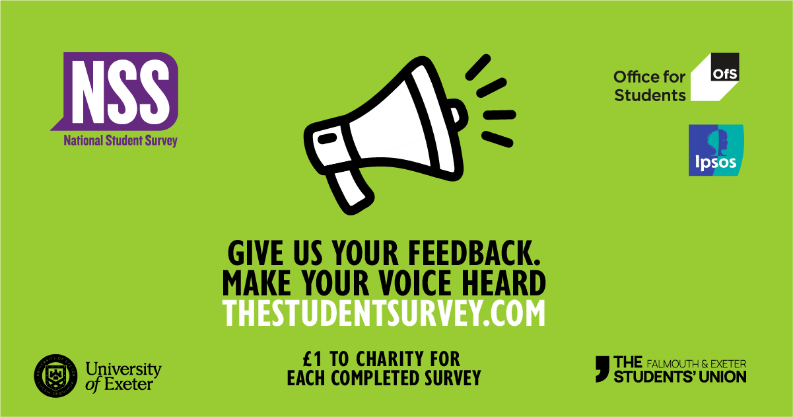 NSS
National Student Survey
Office for
Students
OfS
Ipsos
GIVE US YOUR FEEDBACK.
MAKE YOUR VOICE HEARD
THESTUDENTSURVEY.COM
£1 TO CHARITY FOR
EACH COMPLETED SURVEY
University
of Exeter
THE FALMOUTH & EXETER
STUDENTS' UNION